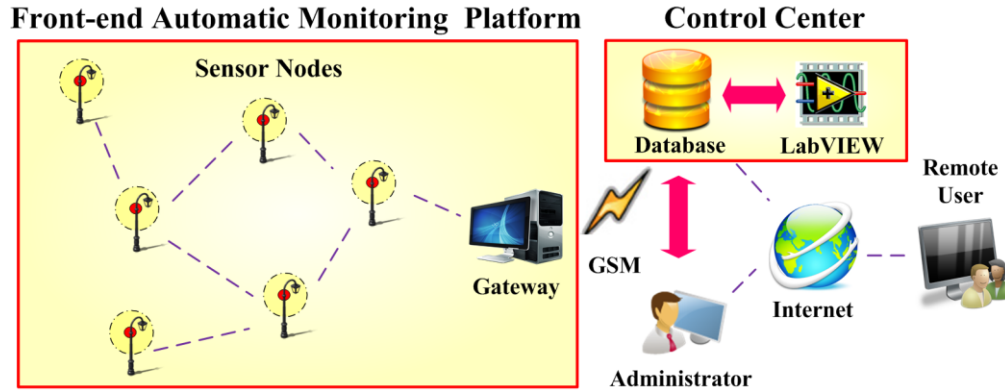 Front-end Automatic Monitoring Platform
Control Center
Sensor Nodes
Database
LabVIEW
Remote
User
Gateway
GSM
Internet
Administrator